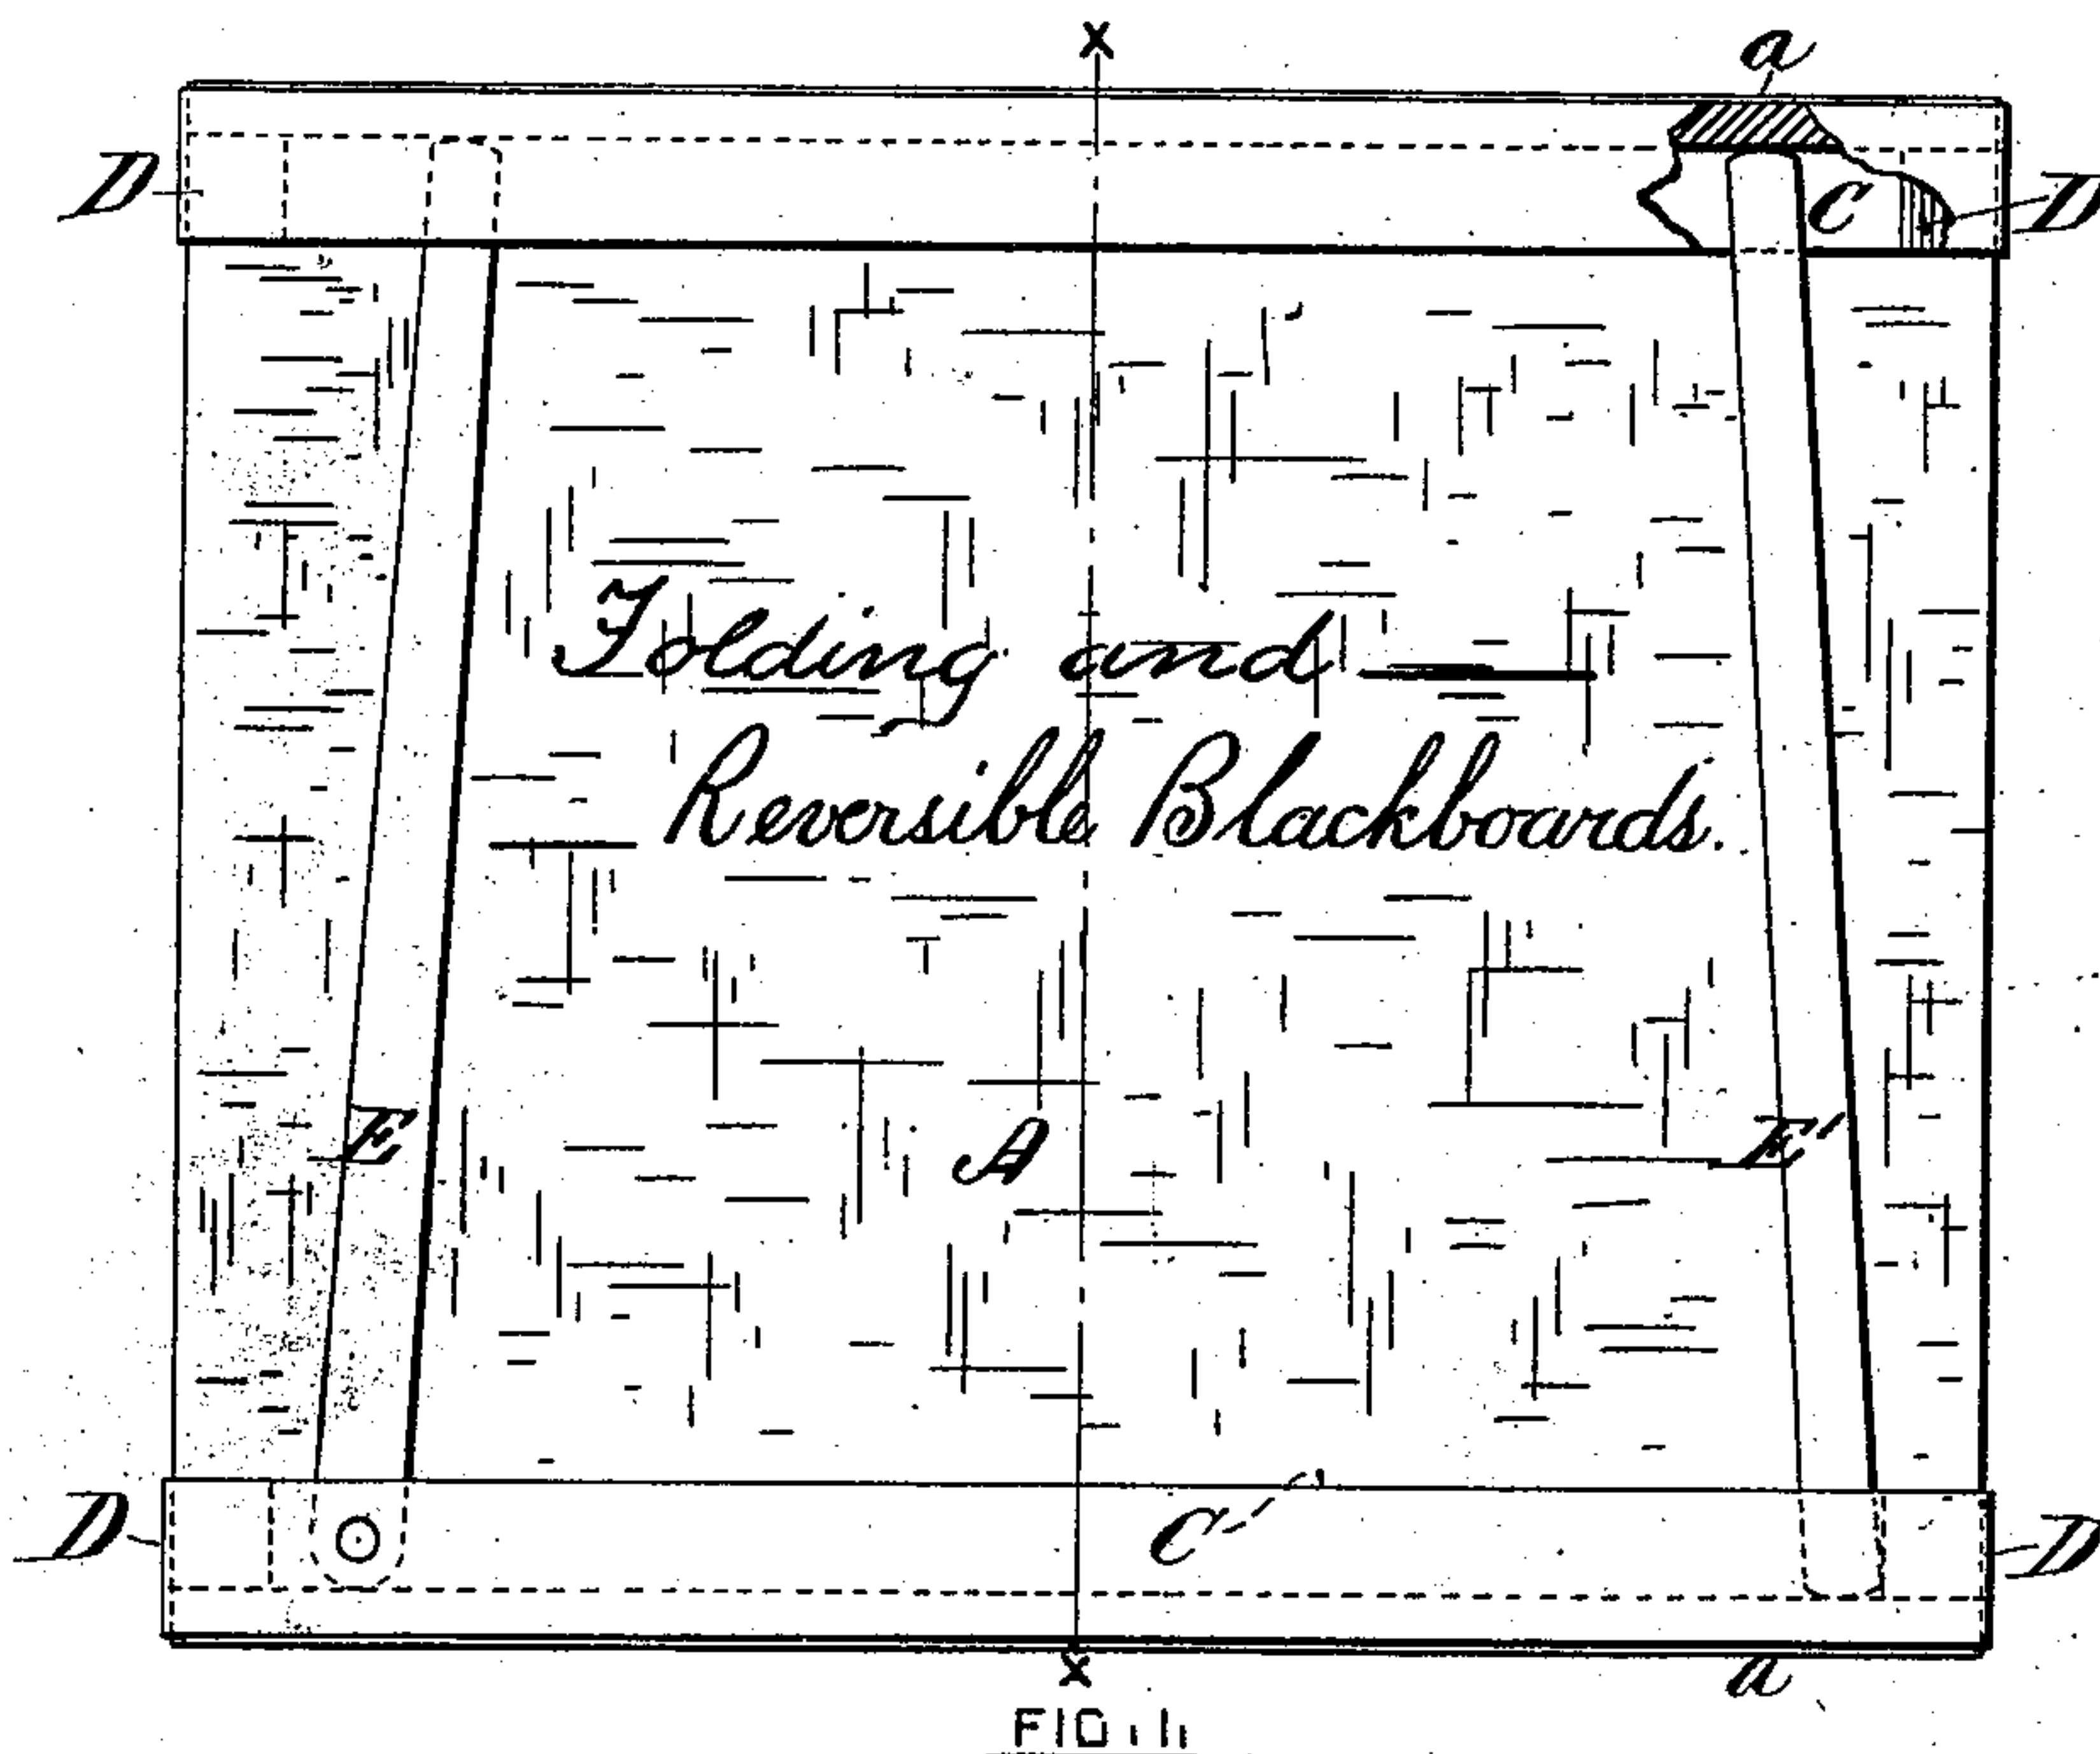 X
a
D
C
D
Folding and
Reversible Blackboards.
E
A
E'
D
C'
D
X
a
FIG. 1.